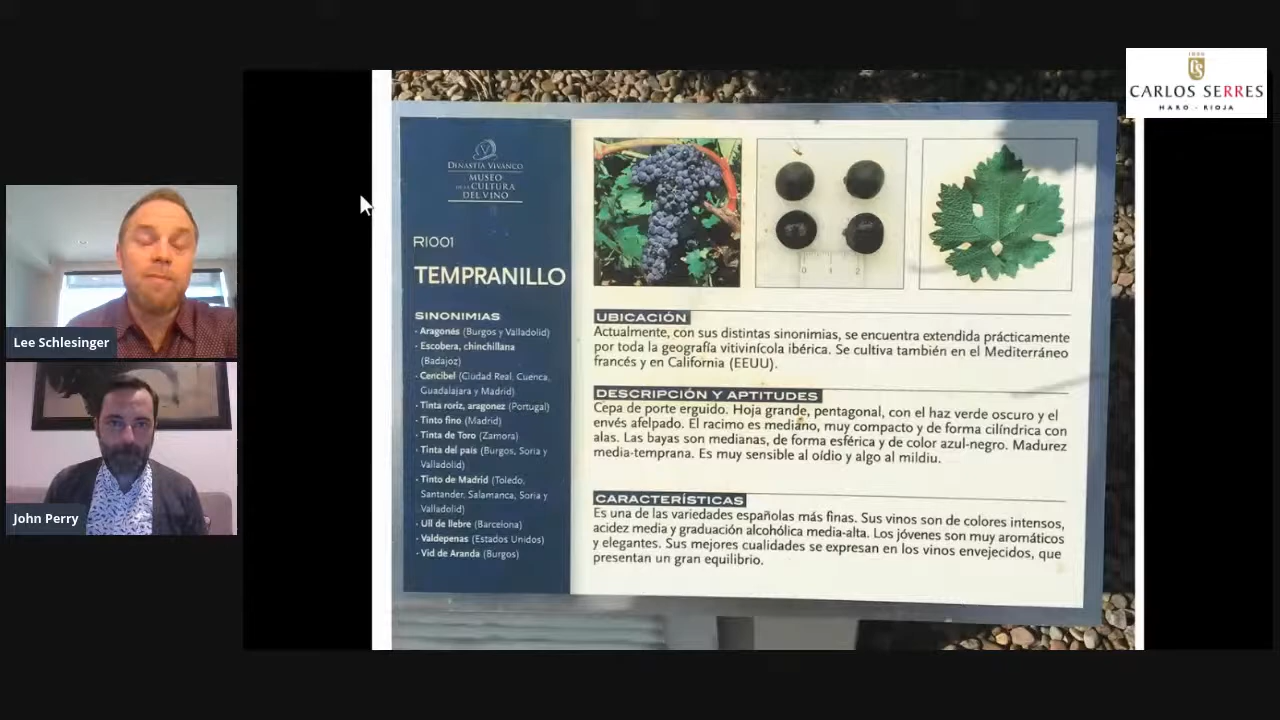 1896
CS
CARLOS SERRES
HARO - RIOJA
Lee Schlesinger
John Perry
DINASTÍA VIVANCO
MUSEO
DE LA CULTURA
DEL VINO
RI001
TEMPRANILLO
SINONIMIAS
· Aragonés (Burgos y Valladolid)
· Escobera, chinchillana
(Badajoz)
· Cencibel (Ciudad Real, Cuenca,
Guadalajara y Madrid)
· Tinta roriz, aragonez (Portugal)
· Tinto fino (Madrid)
· Tinta de Toro (Zamora)
· Tinta del país (Burgos, Soria y
Valladolid)
· Tinto de Madrid (Toledo,
Santander, Salamanca, Soria y
Valladolid)
· Ull de llebre (Barcelona)
· Valdepenas (Estados Unidos)
· Vid de Aranda (Burgos)
0 1 2
UBICACIÓN
Actualmente, con sus distintas sinonimias, se encuentra extendida prácticamente
por toda la geografía vitivinícola ibérica. Se cultiva también en el Mediterráneo
francés y en California (EEUU).
DESCRIPCIÓN Y APTITUDES
Cepa de porte erguido. Hoja grande, pentagonal, con el haz verde oscuro y el
envés afelpado. El racimo es mediano, muy compacto y de forma cilíndrica con
alas. Las bayas son medianas, de forma esférica y de color azul-negro. Madurez
media-temprana. Es muy sensible al oídio y algo al mildiu.
CARACTERÍSTICAS
Es una de las variedades españolas más finas. Sus vinos son de colores intensos,
acidez media y graduación alcohólica media-alta. Los jóvenes son muy aromáticos
y elegantes. Sus mejores cualidades se expresan en los vinos envejecidos, que
presentan un gran equilibrio.